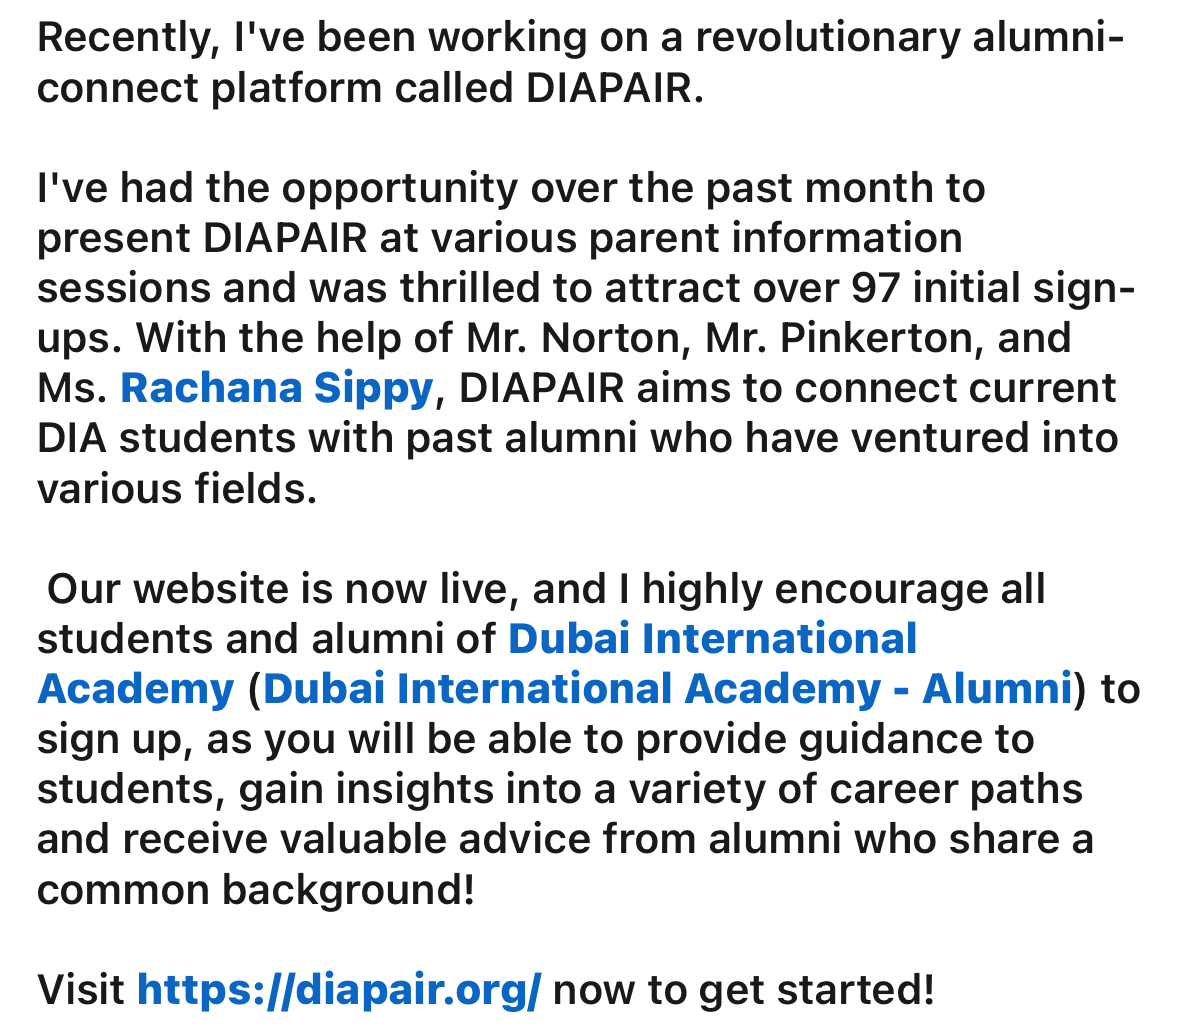 Recently, I've been working on a revolutionary alumni-
connect platform called DIAPAIR.
I've had the opportunity over the past month to
present DIAPAIR at various parent information
sessions and was thrilled to attract over 97 initial sign-
ups. With the help of Mr. Norton, Mr. Pinkerton, and
Ms. Rachana Sippy, DIAPAIR aims to connect current
DIA students with past alumni who have ventured into
various fields.
Our website is now live, and I highly encourage all
students and alumni of Dubai International
Academy (Dubai International Academy - Alumni) to
sign up, as you will be able to provide guidance to
students, gain insights into a variety of career paths
and receive valuable advice from alumni who share a
common background!
Visit https://diapair.org/ now to get started!